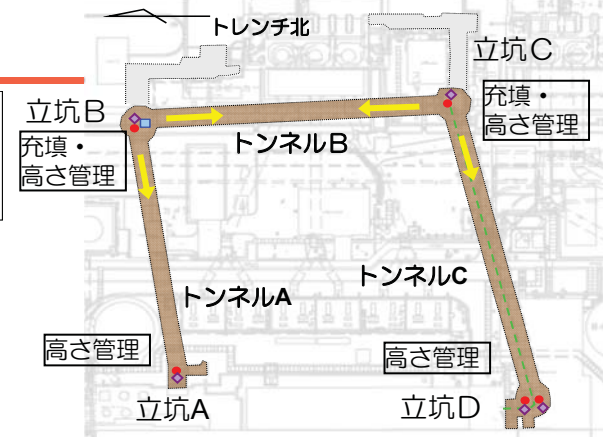 トレンチ北
立坑C
立坑B
充填・
高さ管理
充填・
高さ管理
トンネルB
トンネルC
トンネルA
高さ管理
高さ管理
立坑A
立坑D